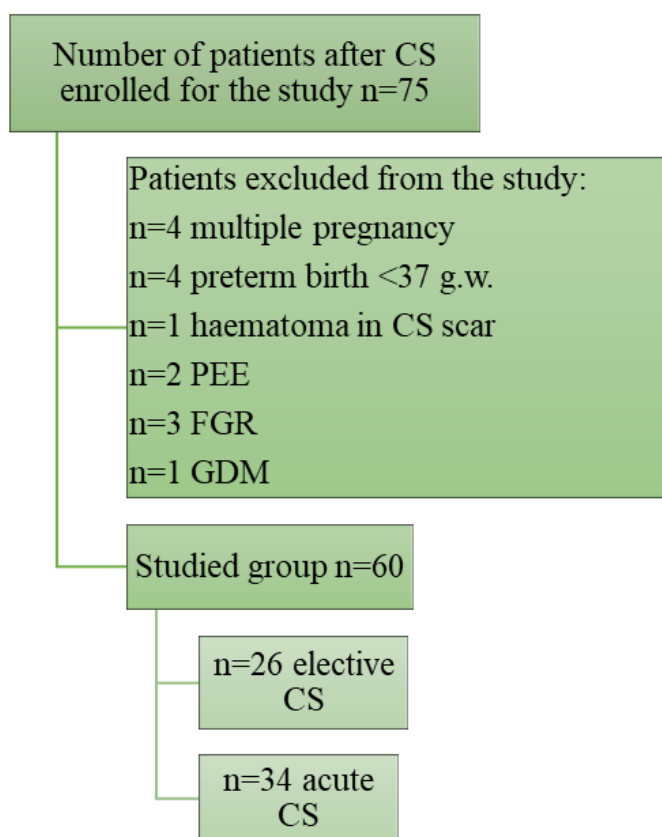 Number of patients after CS
enrolled for the study n=75
Patients excluded from the study:
n=4 multiple pregnancy
n=4 preterm birth <37 g.w.
n=1 haematoma in CS scar
n=2 PEE
n=3 FGR
n=1 GDM
Studied group n=60
n=26 elective
CS
n=34 acute
CS